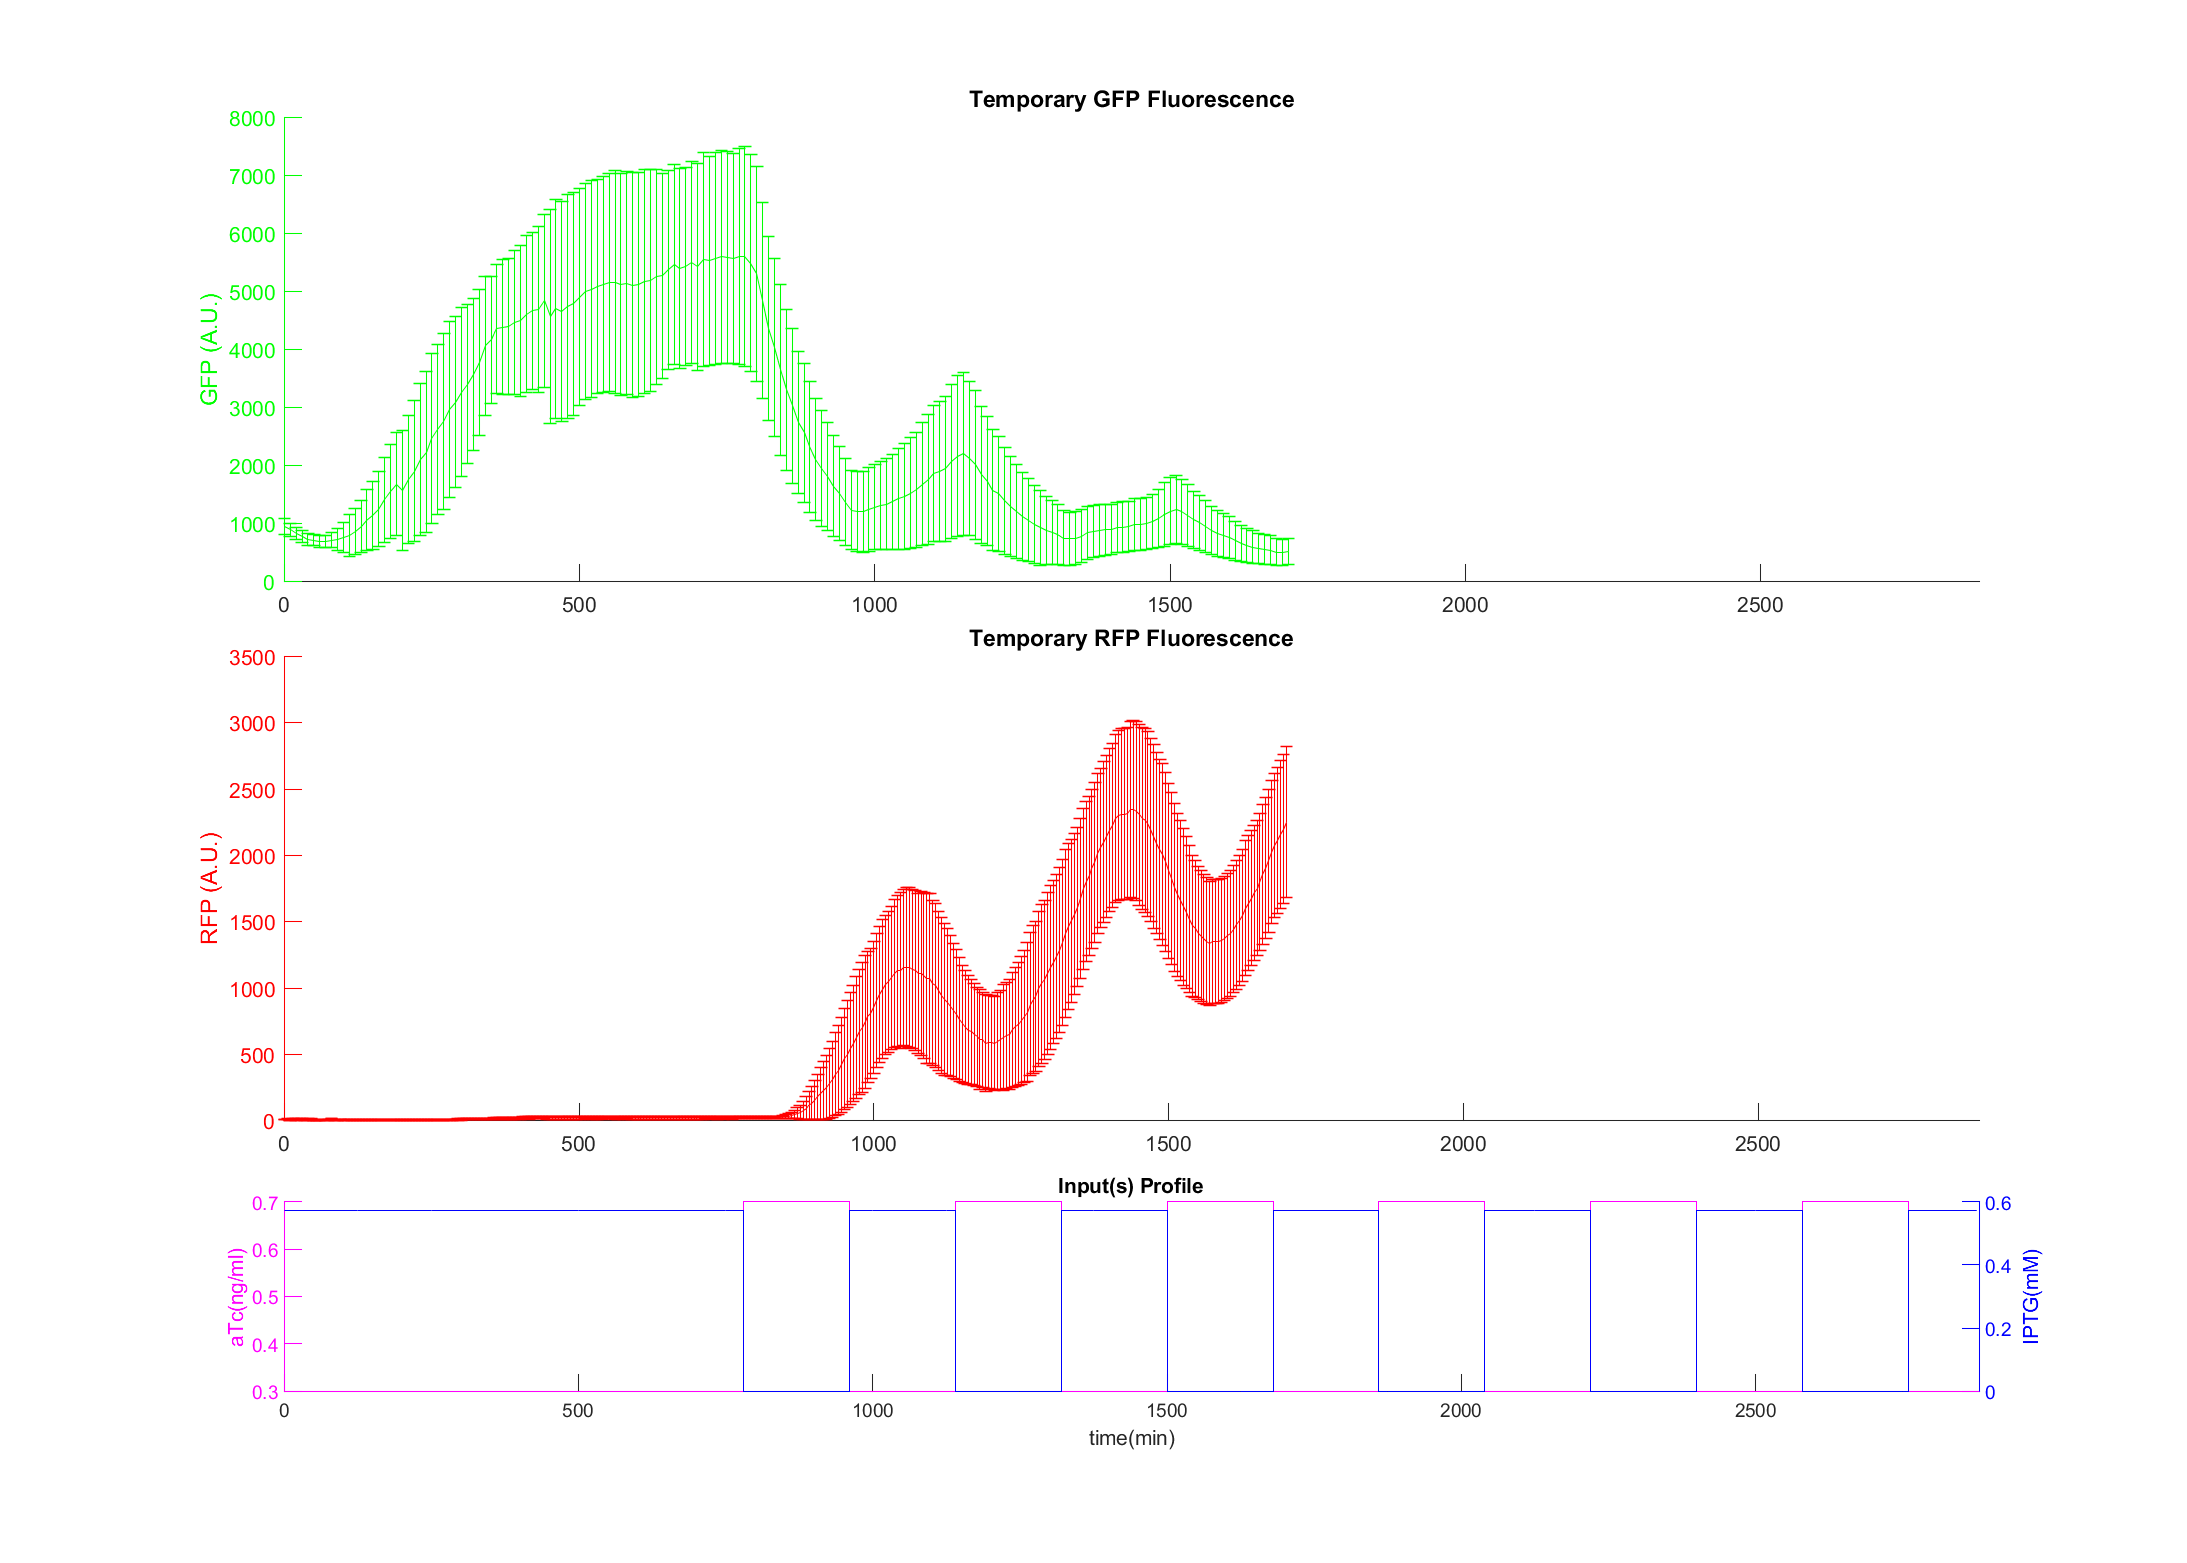 Temporary GFP Fluorescence
8000
7000
6000
5000
4000
3000
2000
1000
0
GFP (A.U.)
0 500 1000 1500 2000 2500
Temporary RFP Fluorescence
3500
3000
2500
2000
1500
1000
500
0
RFP (A.U.)
0 500 1000 1500 2000 2500
Input(s) Profile
0.7
0.6
0.5
0.4
0.3
aTc(ng/ml)
0.6
0.4
0.2
0
IPTG(mM)
0 500 1000 1500 2000 2500
time(min)